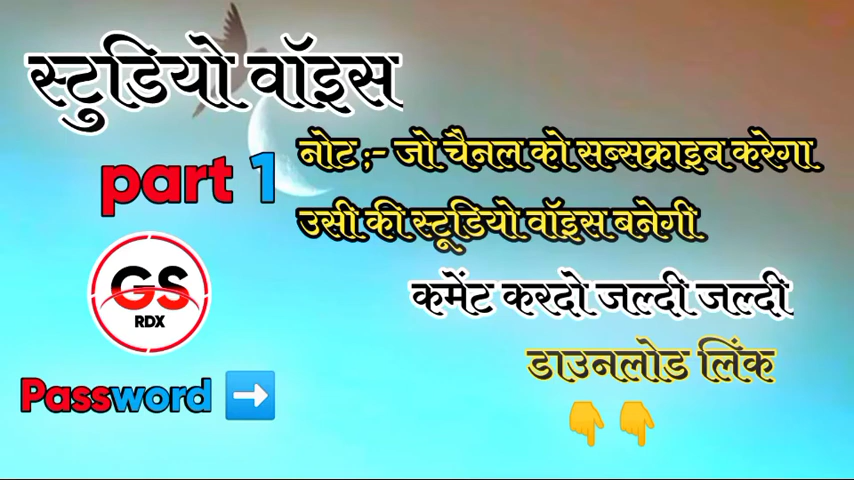 स्टुडियो वॉइस
part 1
नोट ;- जो चैनल को सब्सक्राइब करेगा
उसी की स्टूडियो वॉइस बनेगी
GS
RDX
कमेंट करदो जल्दी जल्दी
डाउनलोड लिंक
Password ➡️
👇👇